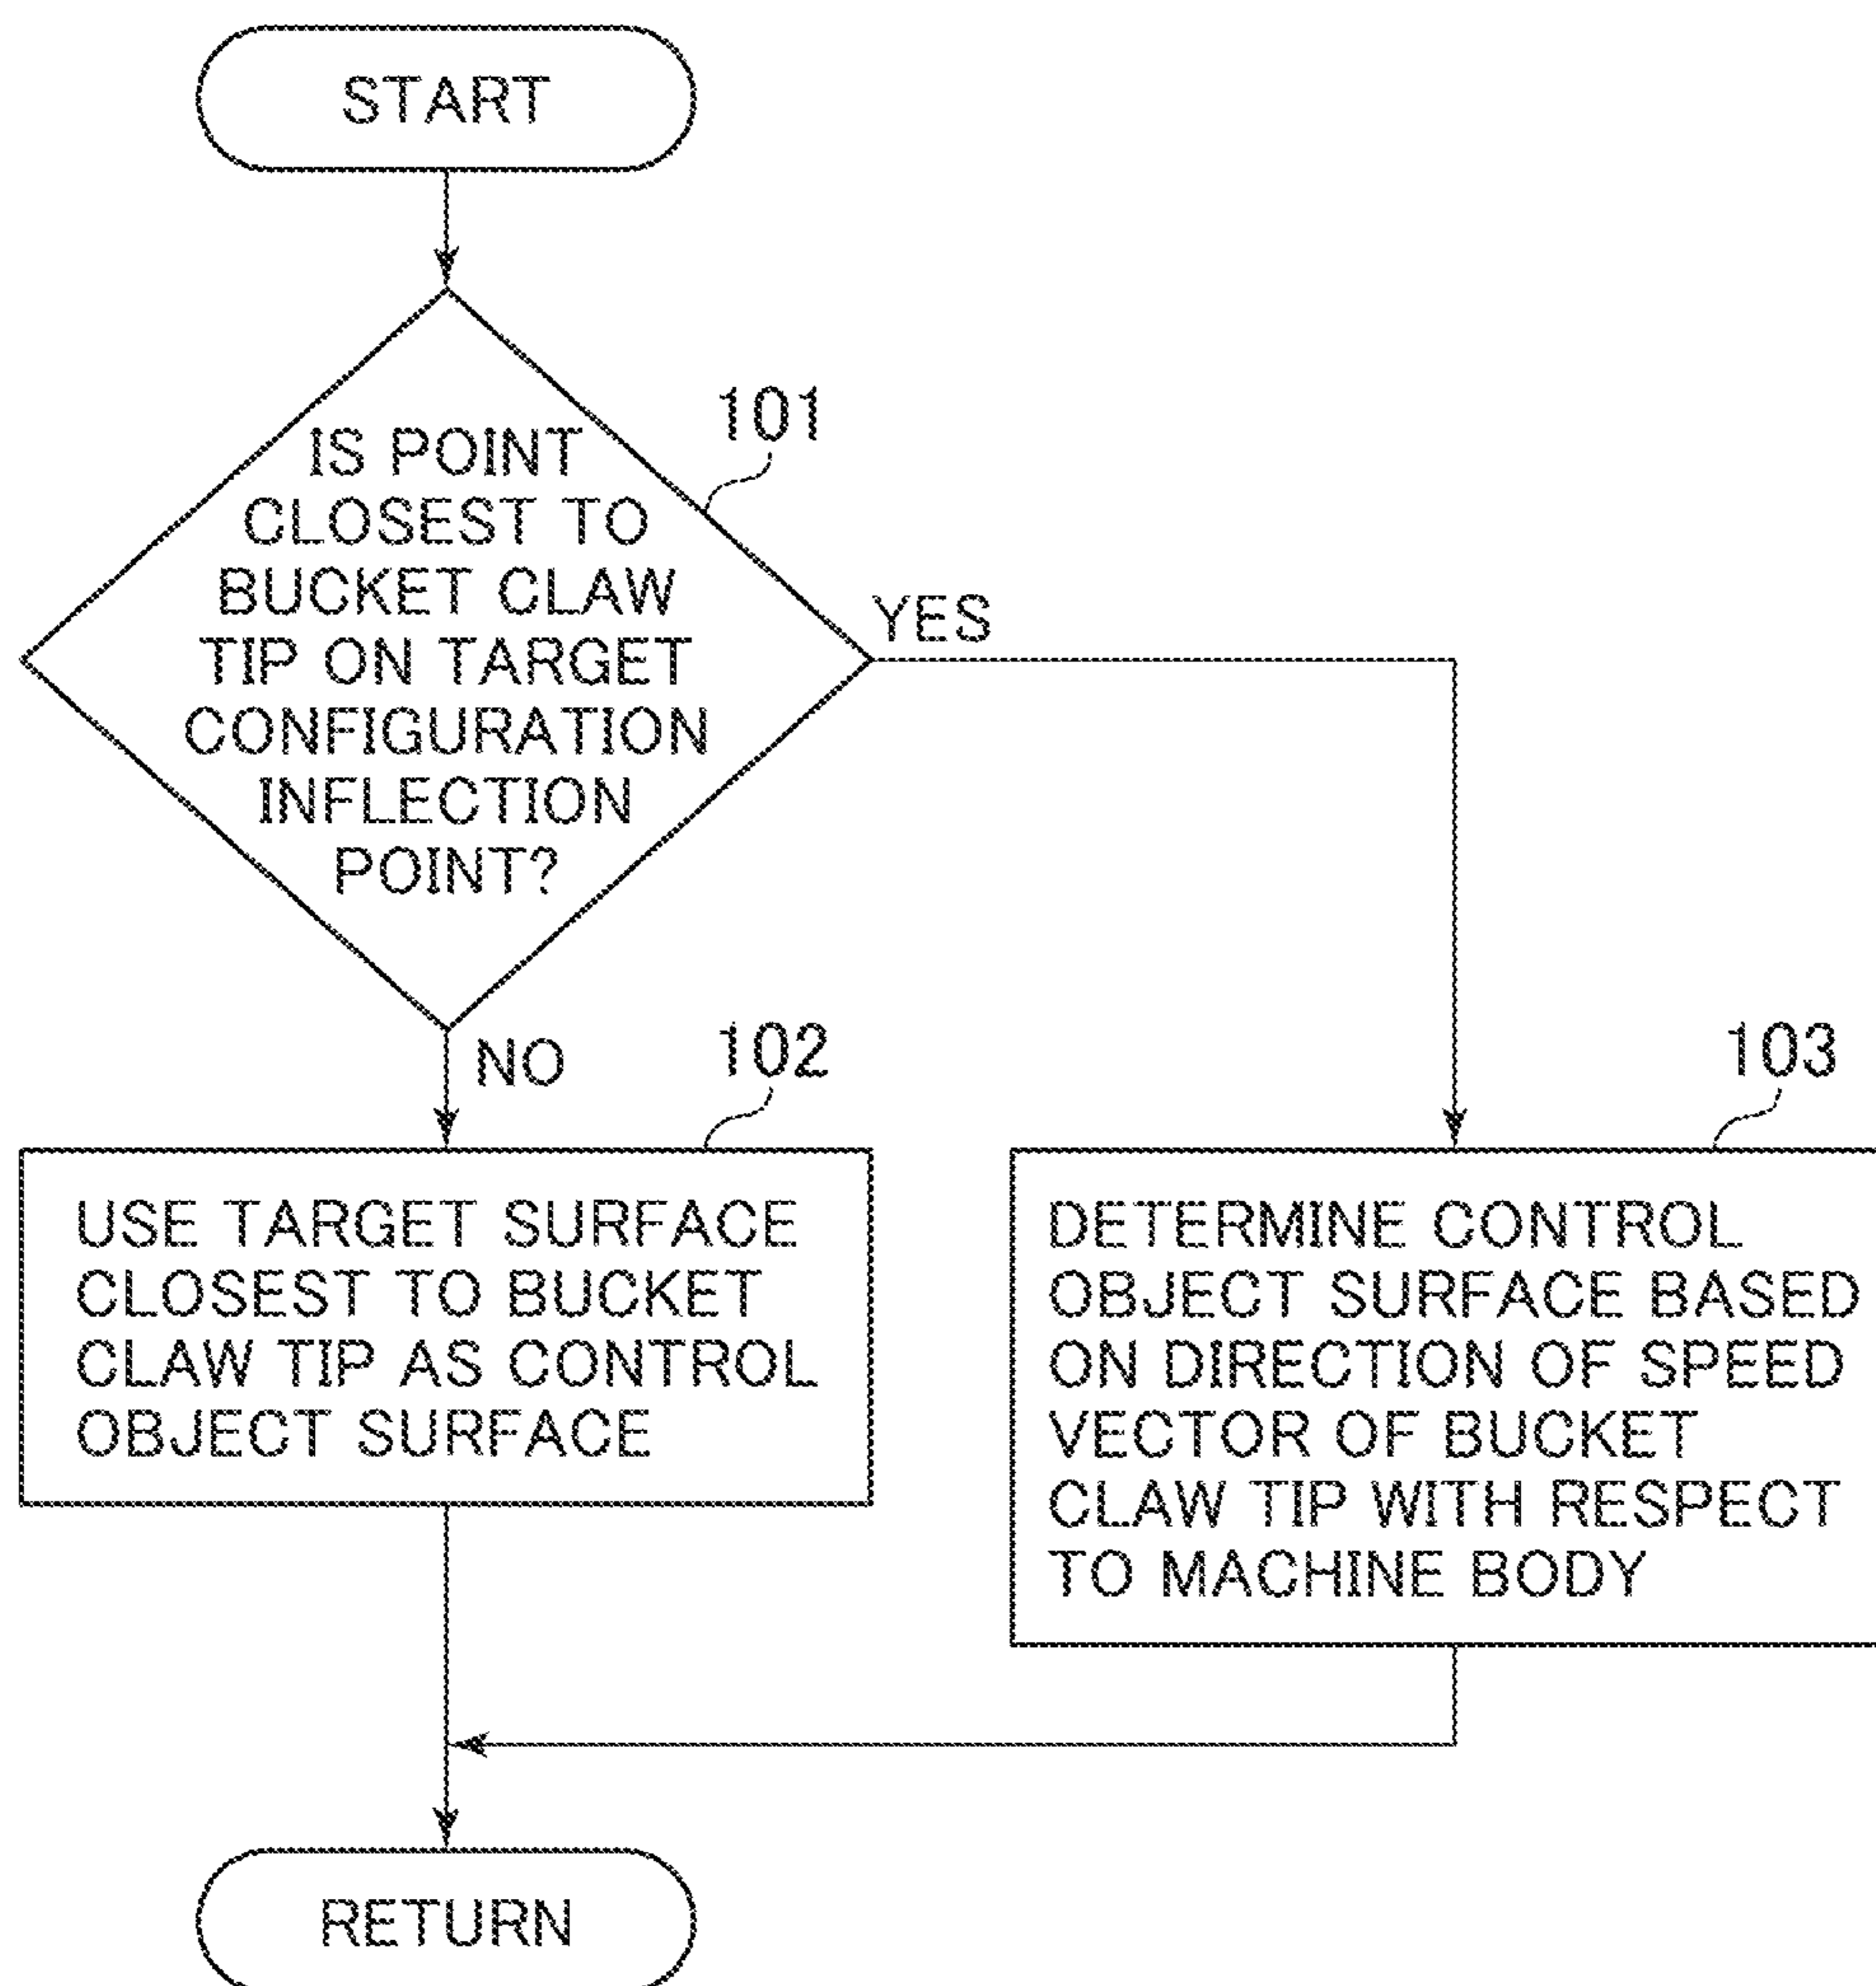 START
101
IS POINT
CLOSEST TO
BUCKET CLAW
TIP ON TARGET
CONFIGURATION
INFLECTION
POINT?
YES
NO
102
USE TARGET SURFACE
CLOSEST TO BUCKET
CLAW TIP AS CONTROL
OBJECT SURFACE
103
DETERMINE CONTROL
OBJECT SURFACE BASED
ON DIRECTION OF SPEED
VECTOR OF BUCKET
CLAW TIP WITH RESPECT
TO MACHINE BODY
RETURN